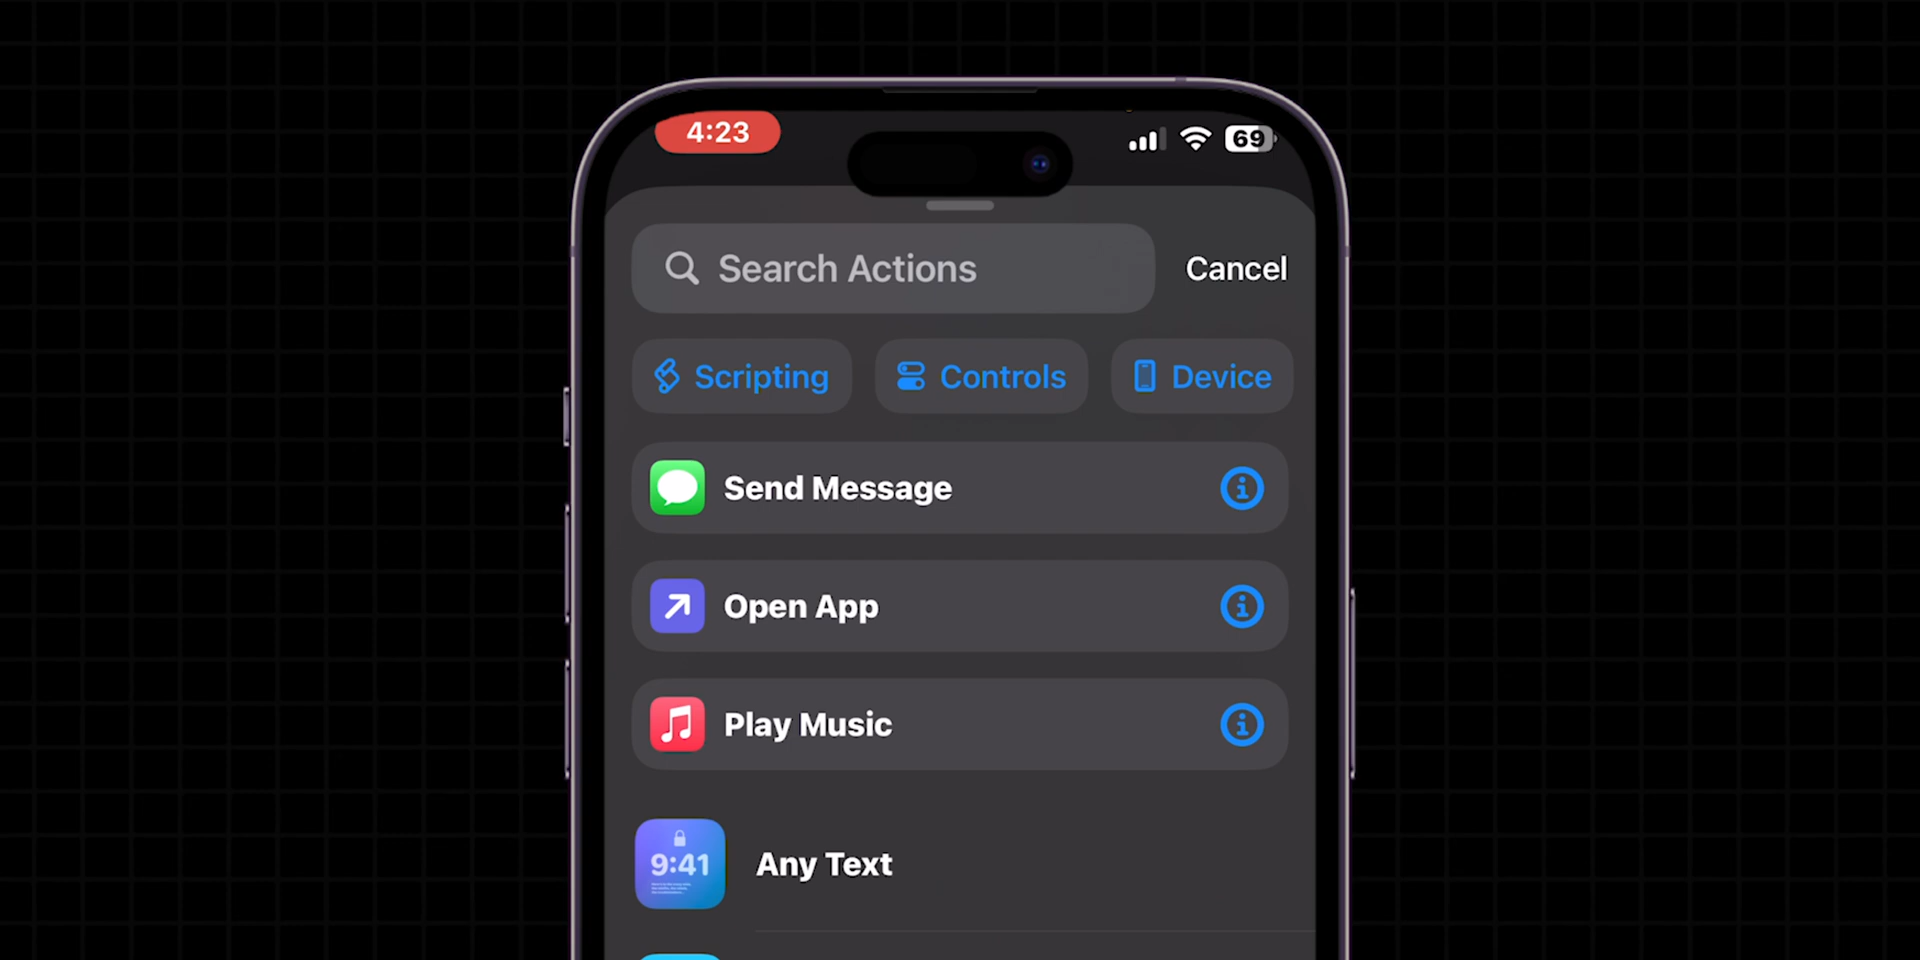 4:23
69
Search Actions
Cancel
Scripting
Controls
Device
Send Message
Open App
Play Music
9:41
Any Text